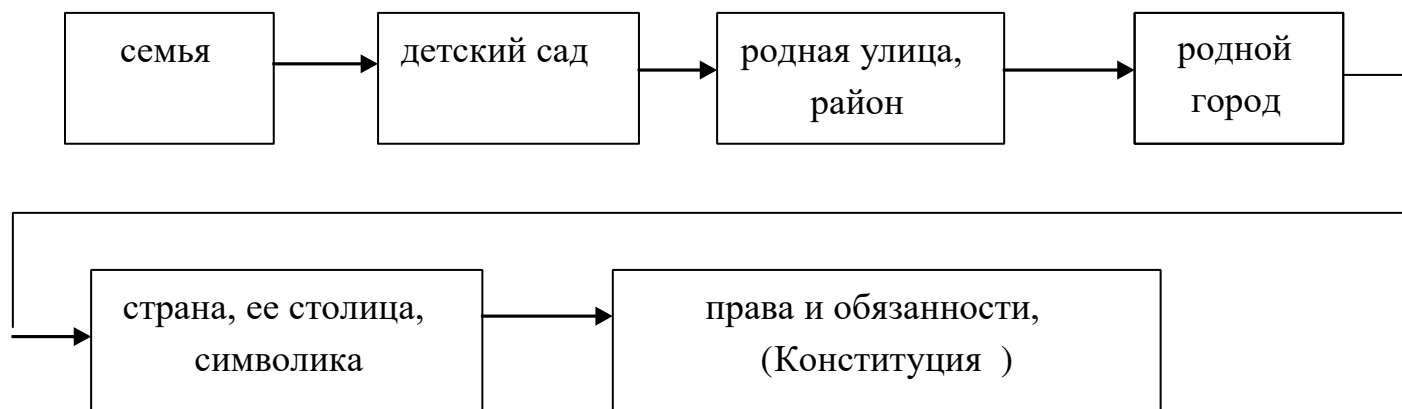 семья
детский сад
родная улица,
район
родной
город
страна, ее столица,
символика
права и обязанности,
(Конституция )